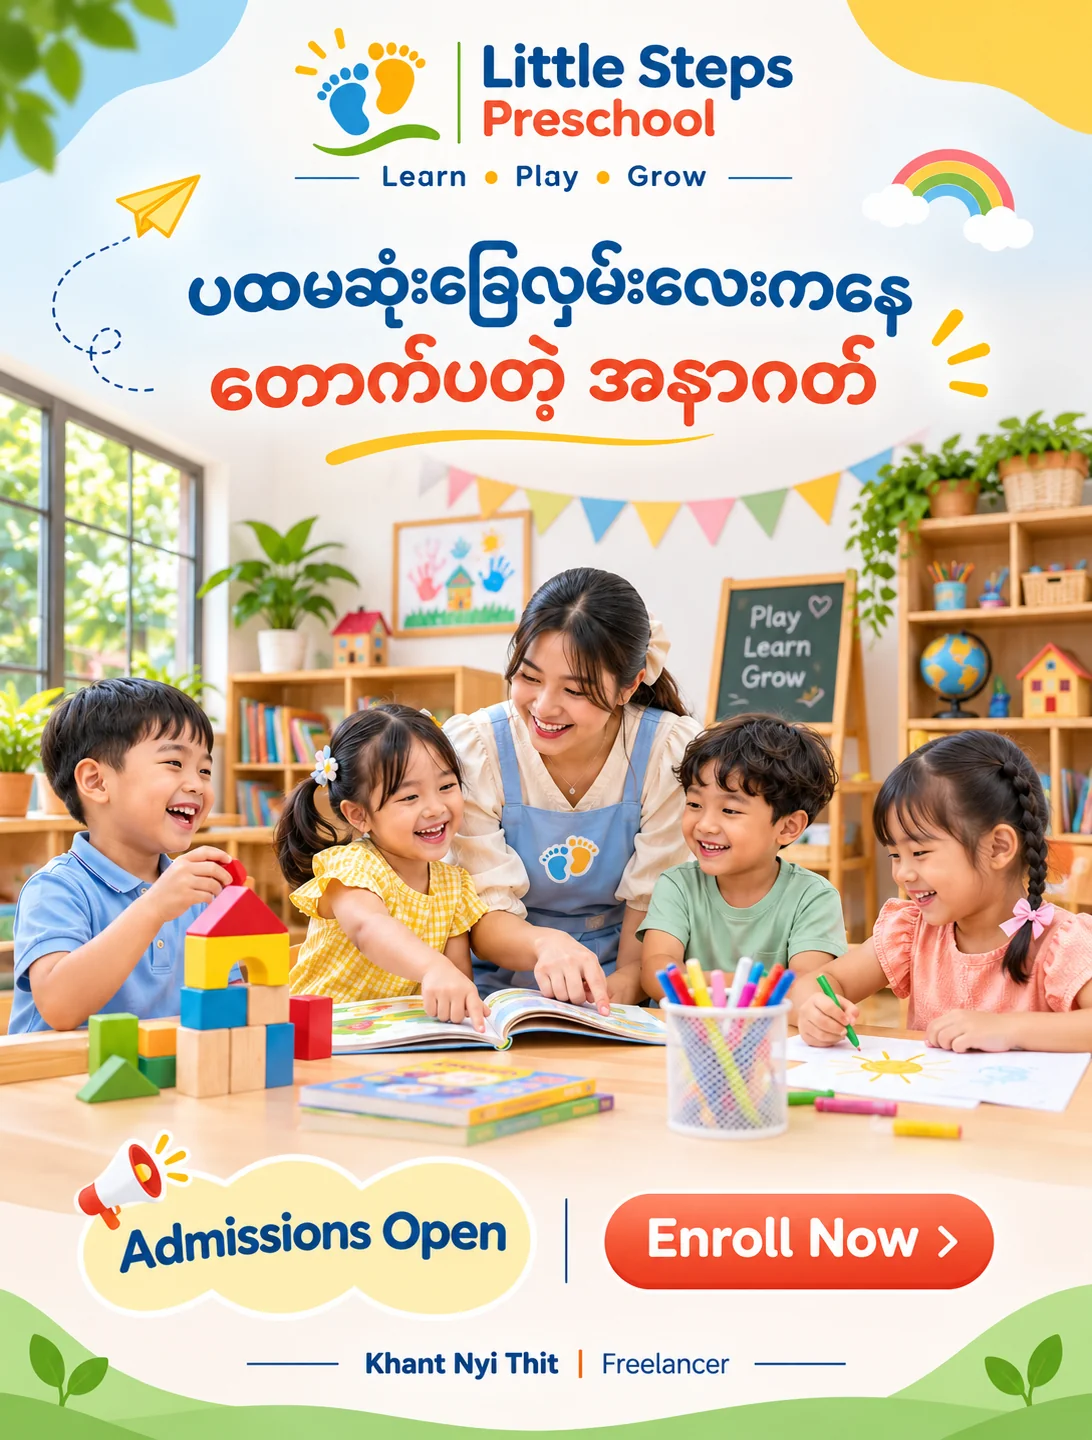 Little Steps
Preschool
Learn • Play • Grow
ပထမဆုံးခြေလှမ်းလေးကနေ
တောက်ပတဲ့ အနာဂတ်
Play
Learn
Grow
Admissions Open
Enroll Now >
Khant Nyi Thit | Freelancer